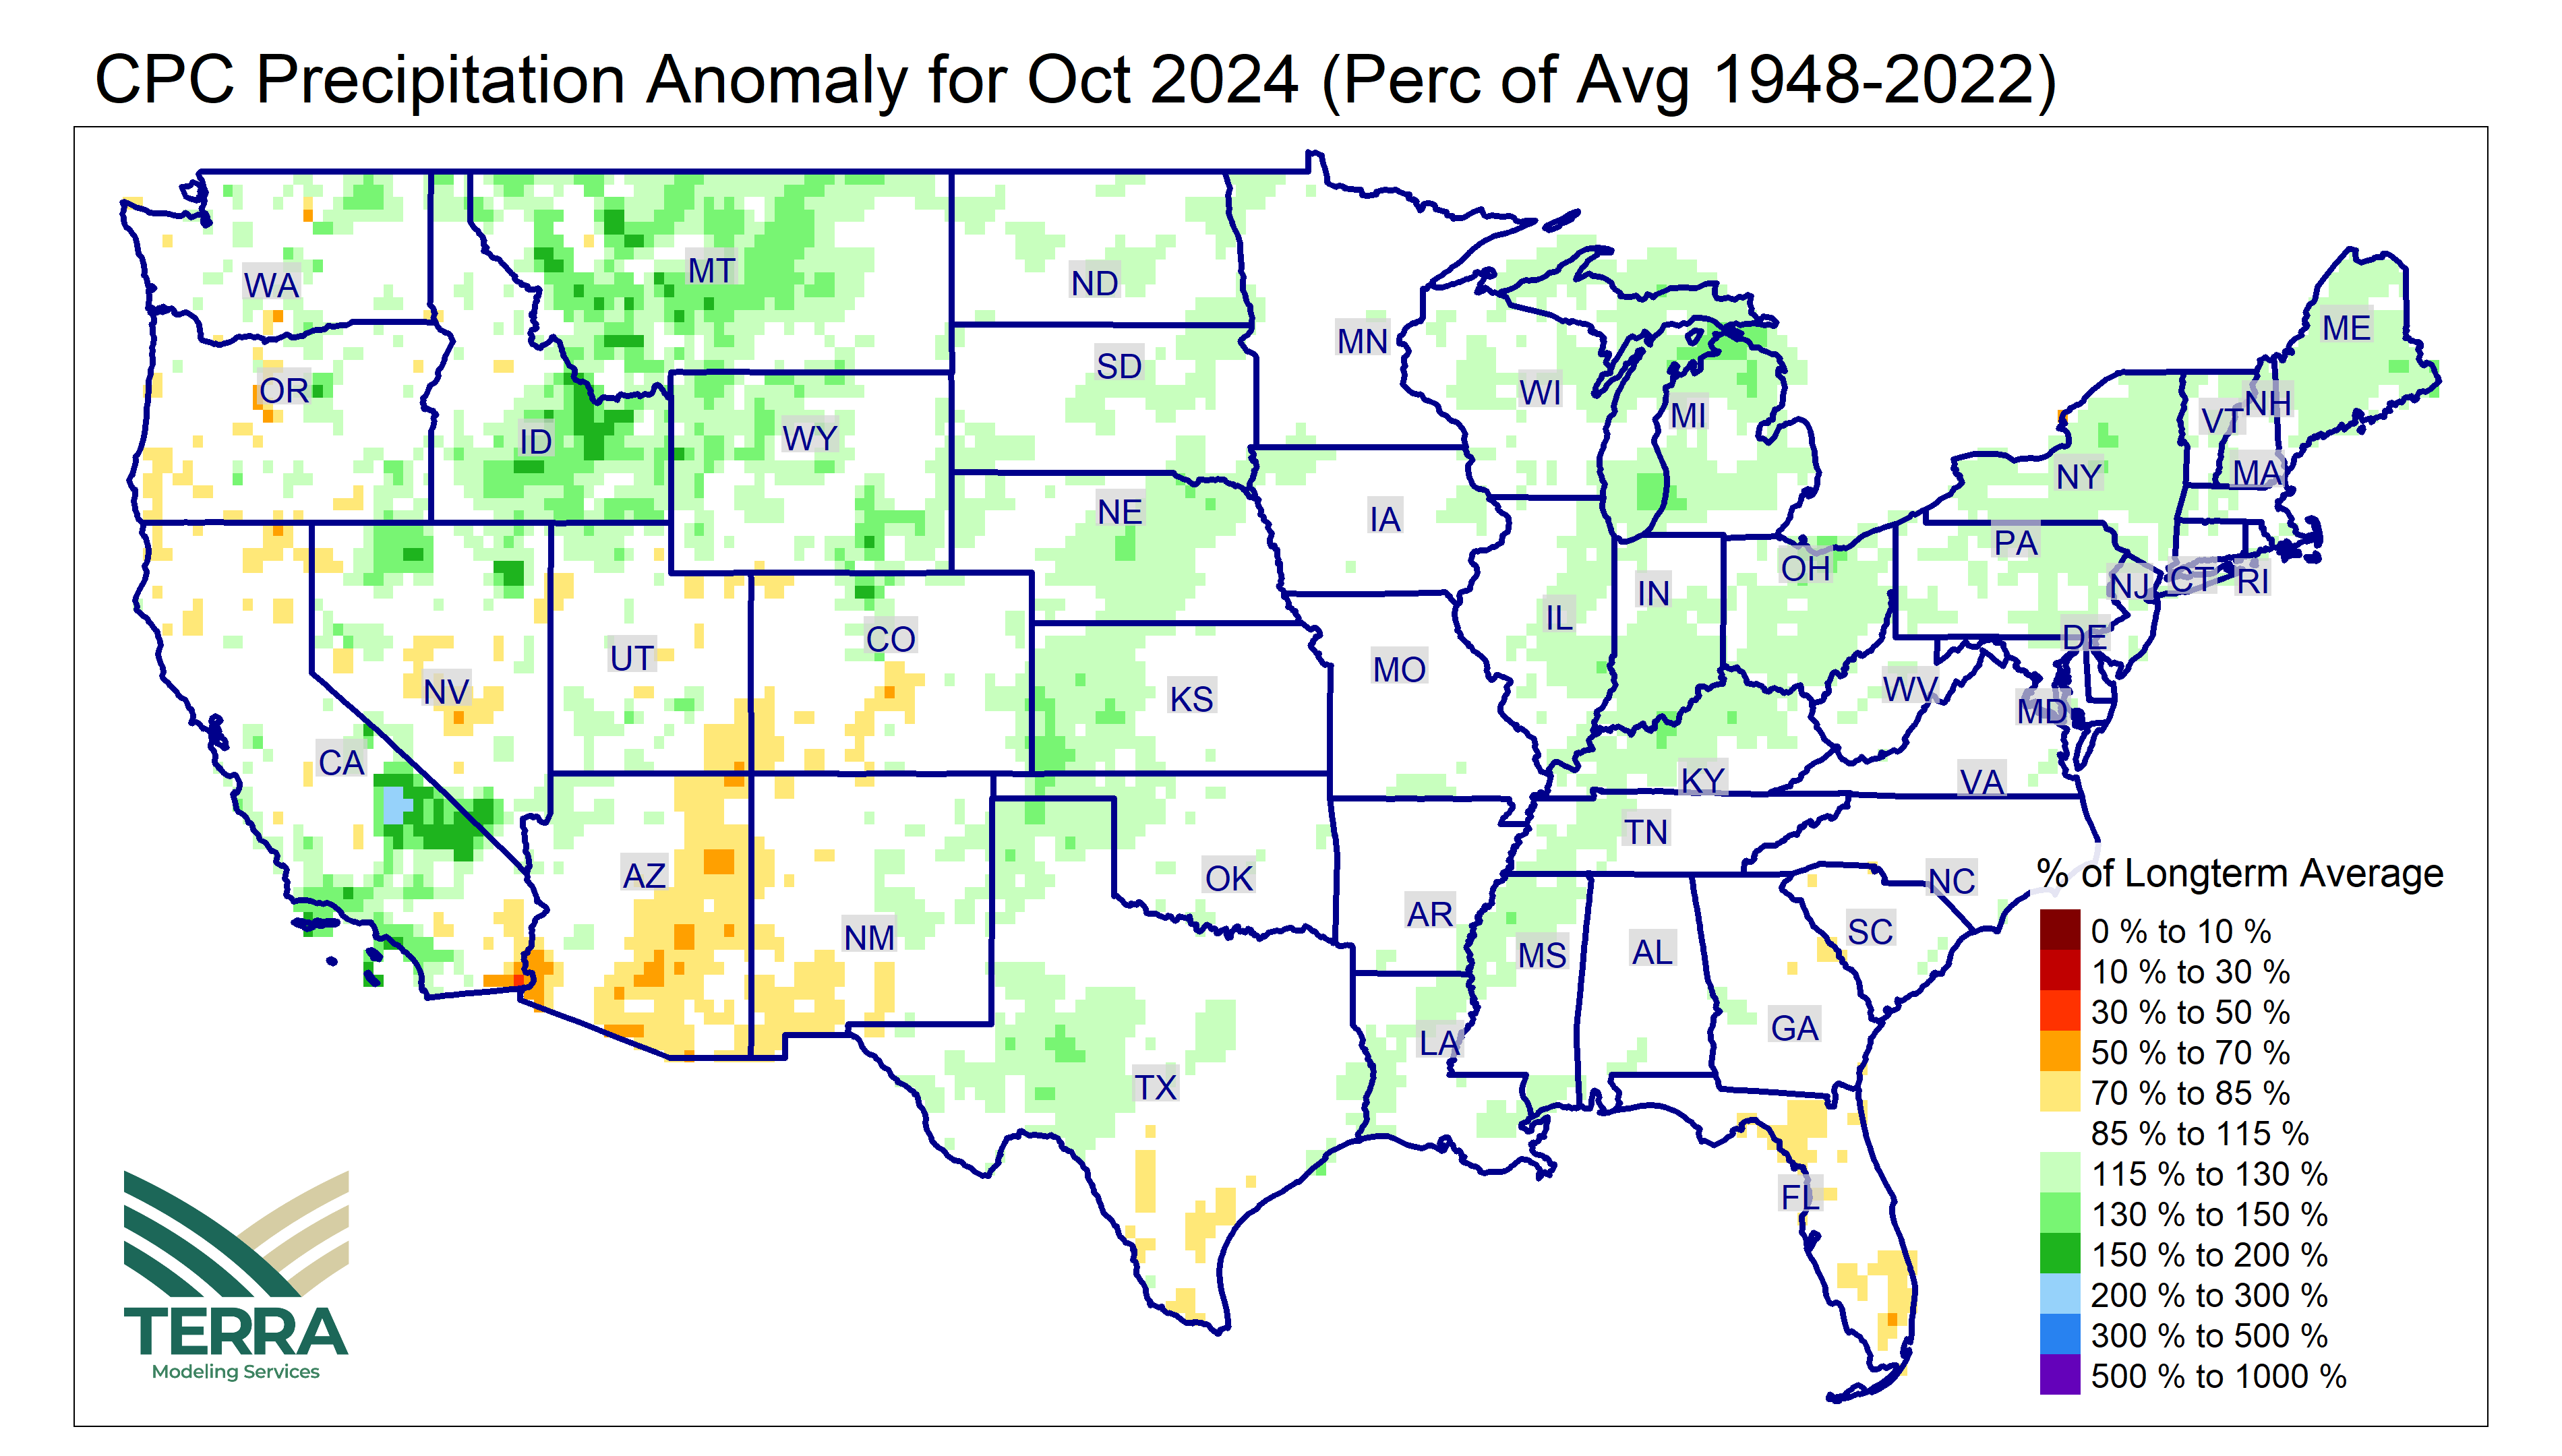 CPC Precipitation Anomaly for Oct 2024 (Perc of Avg 1948-2022)
WA
MT
ND
MN
ME
OR
SD
WI
MI
NH
VT
ID
WY
NY
MA
NE
IA
PA
OH
NJ
CT
RI
IN
IL
CO
UT
DE
MO
NV
KS
WV
MD
CA
KY
VA
TN
AZ
OK
NC
NM
AR
SC
MS
AL
GA
LA
TX
FL
% of Longterm Average
0 % to 10 %
10 % to 30 %
30 % to 50 %
50 % to 70 %
70 % to 85 %
85 % to 115 %
115 % to 130 %
130 % to 150 %
150 % to 200 %
200 % to 300 %
300 % to 500 %
500 % to 1000 %
TERRA
Modeling Services